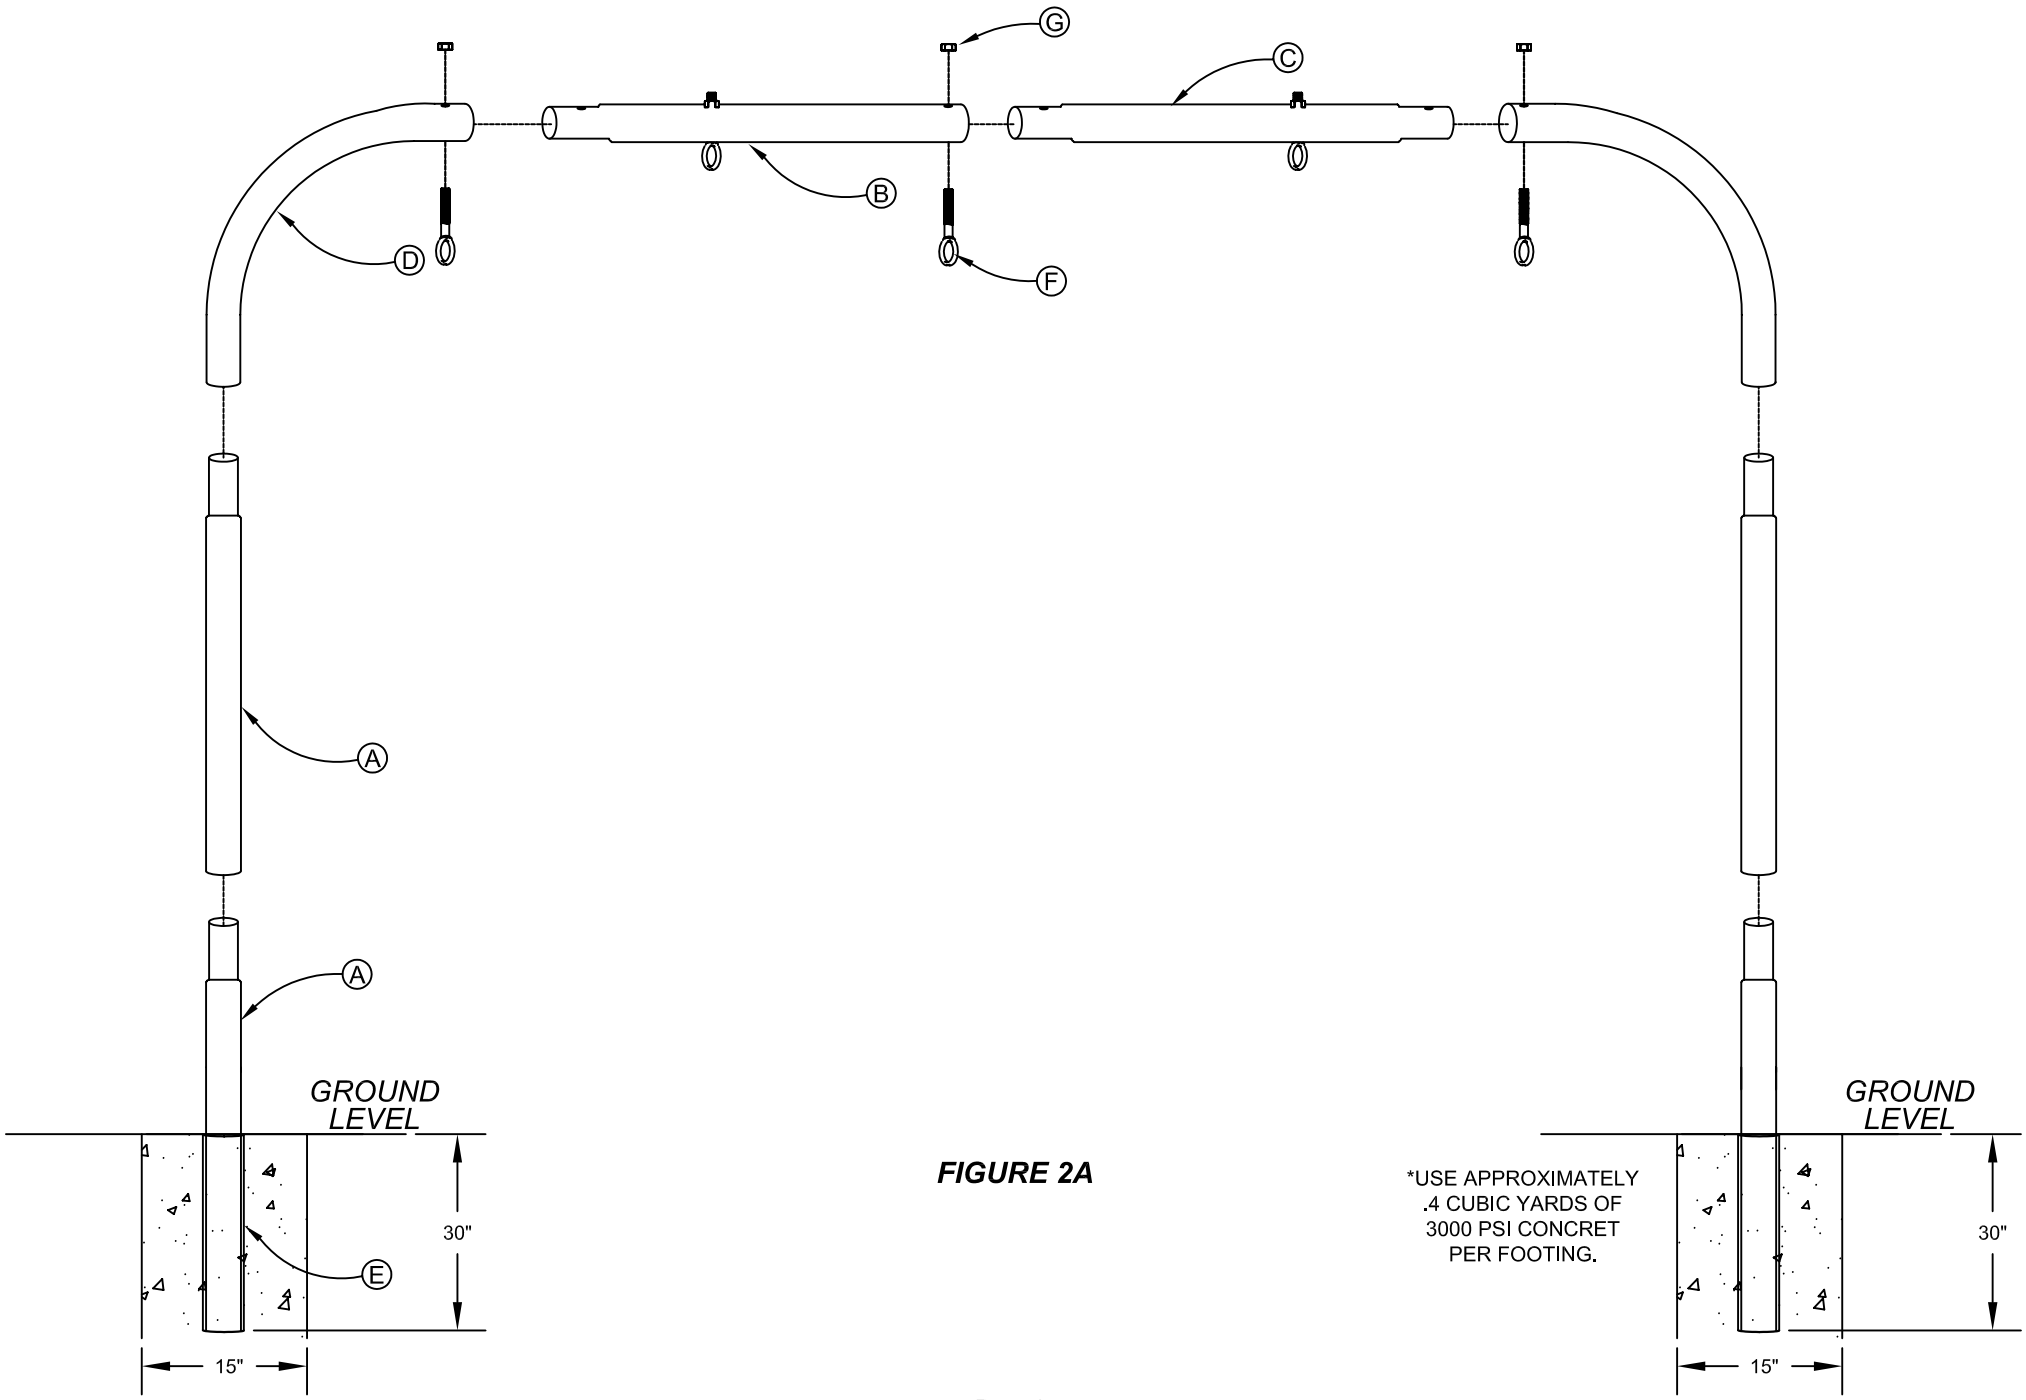 G
C
B
D
F
A
A
GROUND
LEVEL
GROUND
LEVEL
FIGURE 2A
*USE APPROXIMATELY
.4 CUBIC YARDS OF
3000 PSI CONCRET
PER FOOTING.
30"
30"
E
15"
15"